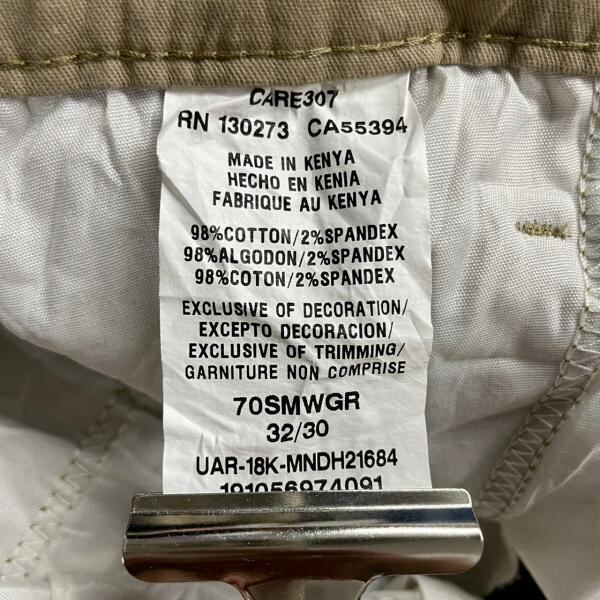 CARE307
RN 130273 CA55394
MADE IN KENYA
HECHO EN KENIA
FABRIQUE AU KENYA
98%COTTON/2%SPANDEX
98%ALGODON/2%SPANDEX
98%COTON/2%SPANDEX
EXCLUSIVE OF DECORATION/
EXCEPTO DECORACION/
EXCLUSIVE OF TRIMMING/
GARNITURE NON COMPRISE
70SMWGR
32/30
UAR-18K-MNDH21684
191056974091